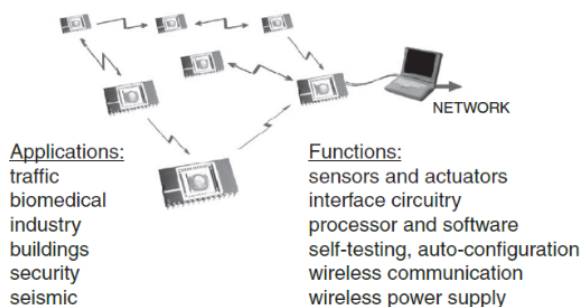 NETWORK
Applications:
traffic
biomedical
industry
buildings
security
seismic
Functions:
sensors and actuators
interface circuitry
processor and software
self-testing, auto-configuration
wireless communication
wireless power supply